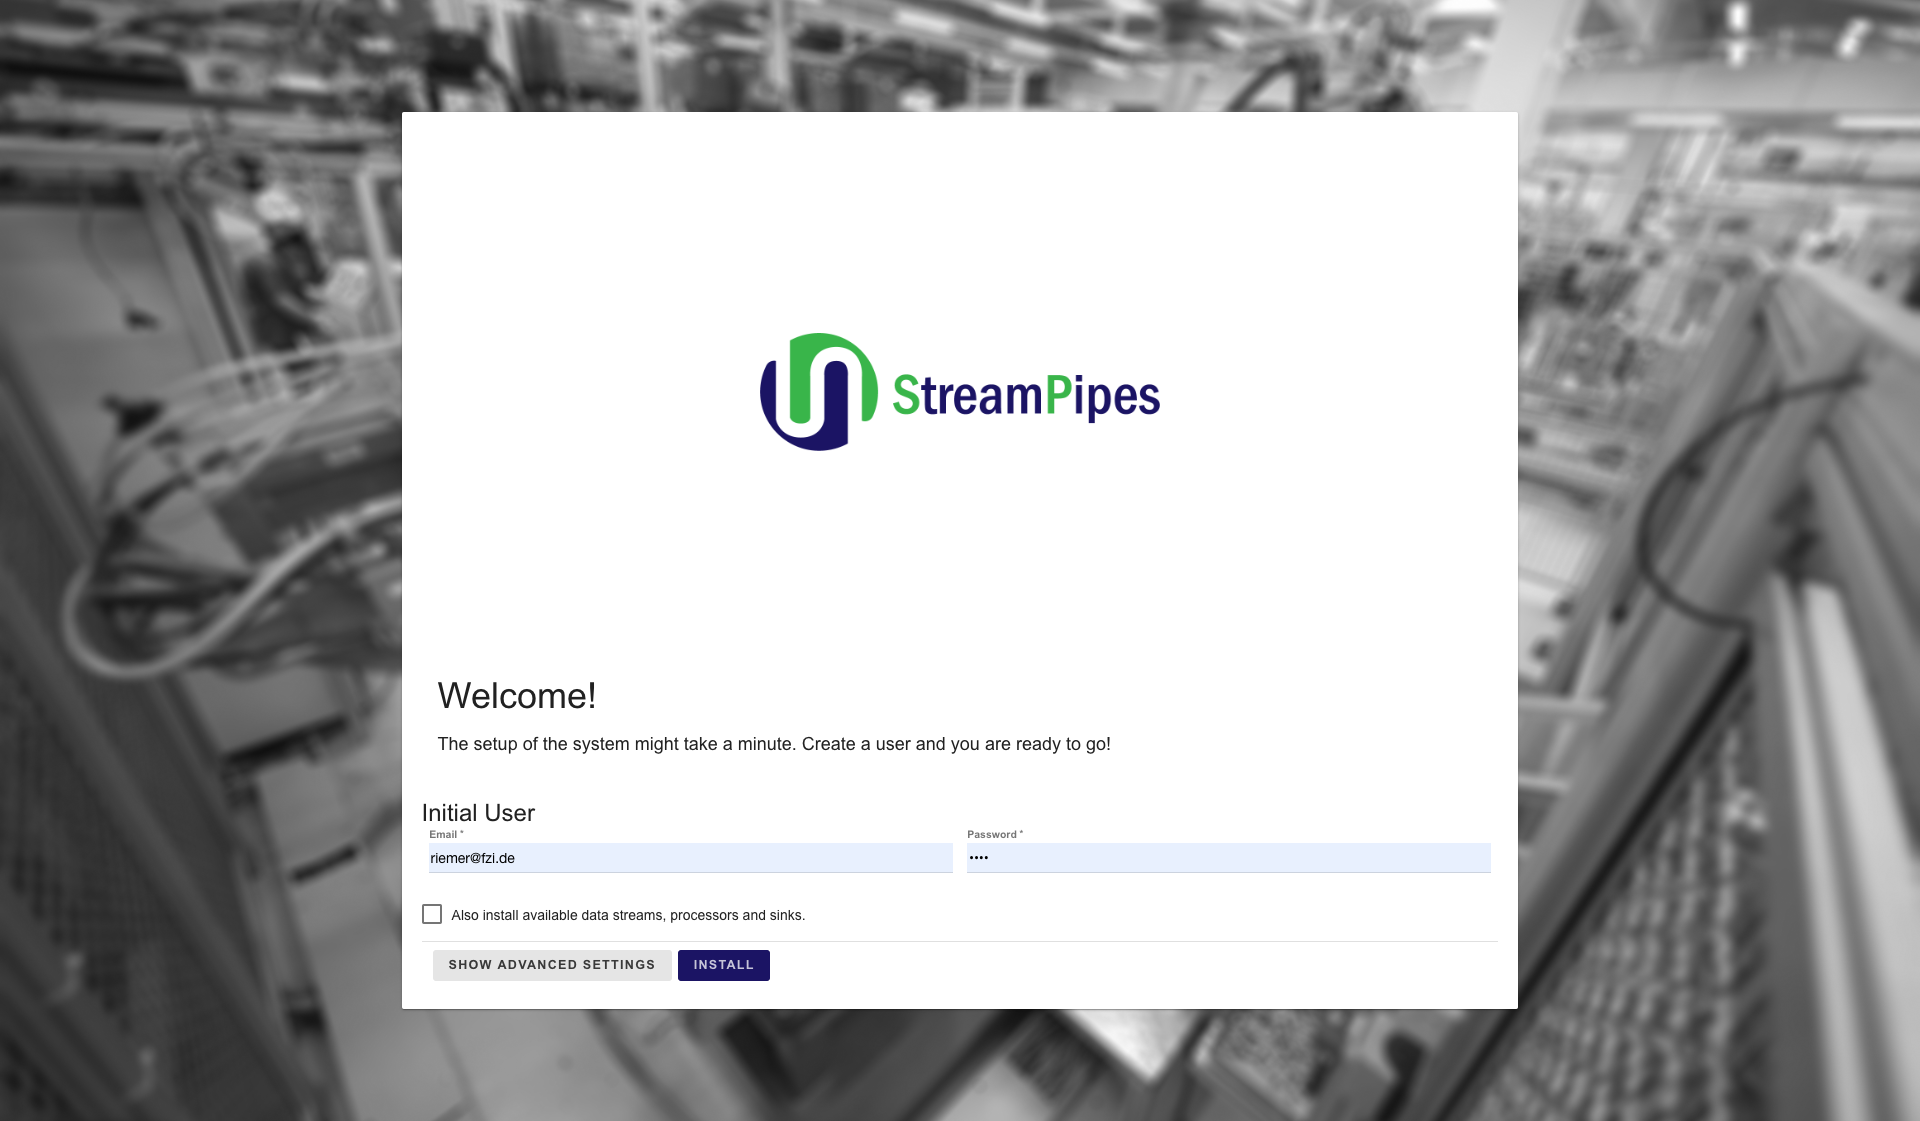 StreamPipes
Welcome!
The setup of the system might take a minute. Create a user and you are ready to go!
Initial User
Email *
Password *
riemer@fzi.de
••••
Also install available data streams, processors and sinks.
SHOW ADVANCED SETTINGS
INSTALL